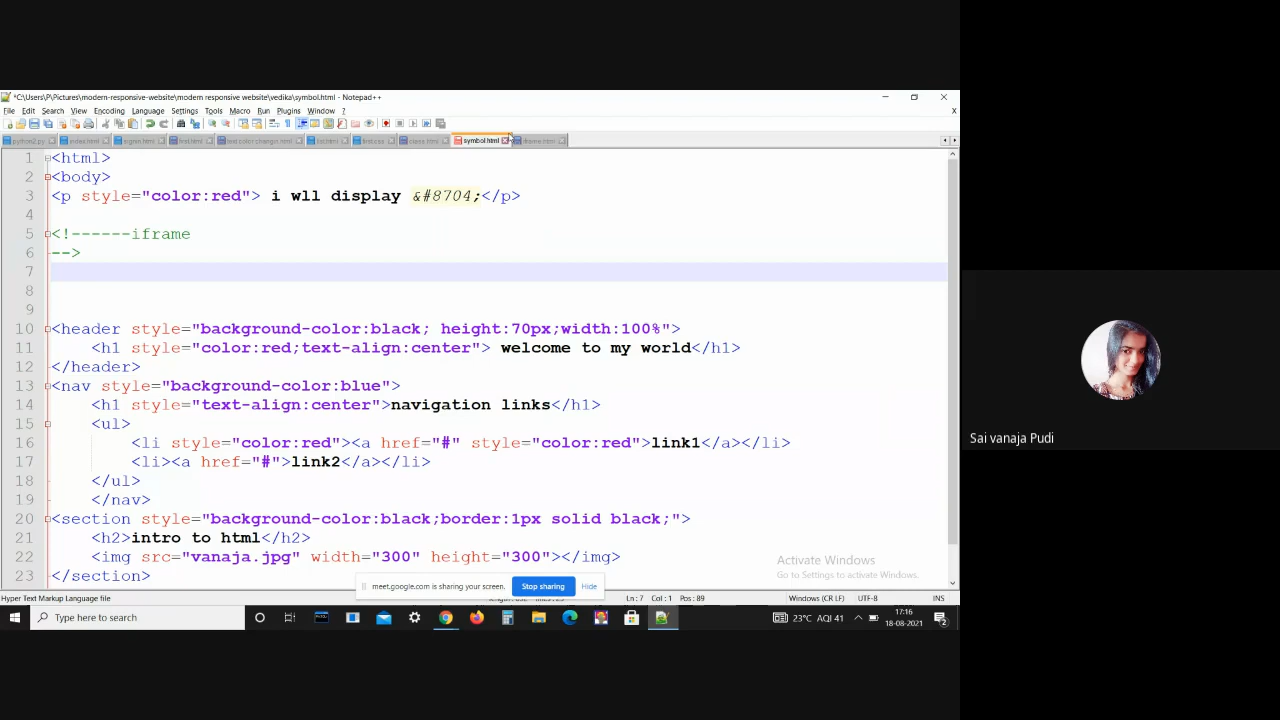 *C:\Users\P\Pictures\modern-responsive-website\modern responsive website\vedika\symbol.html - Notepad++
File Edit Search View Encoding Language Settings Tools Macro Run Plugins Window ?
X
python2.py index.html symbol.html iframe.html
1 <html>
2 <body>
3 <p style="color:red"> i wll display &#8704;</p>
4
5 <!------iframe
6 -->
7
8
9
10 <header style="background-color:black; height:70px;width:100%">
11 <h1 style="color:red;text-align:center"> welcome to my world</h1>
12 </header>
13 <nav style="background-color:blue">
14 <h1 style="text-align:center">navigation links</h1>
15 <ul>
16 <li style="color:red"><a href="#" style="color:red">link1</a></li>
17 <li><a href="#">link2</a></li>
18 </ul>
19 </nav>
20 <section style="background-color:black;border:1px solid black;">
21 <h2>intro to html</h2>
22 <img src="vanaja.jpg" width="300" height="300"></img>
23 </section>
Activate Windows
Go to Settings to activate Windows.
meet.google.com is sharing your screen. Stop sharing Hide
Hyper Text Markup Language file Ln:7 Col:1 Pos:89 Windows (CR LF) UTF-8 INS
Type here to search 23°C AQI 41 17:16
18-08-2021 2
Sai vanaja Pudi